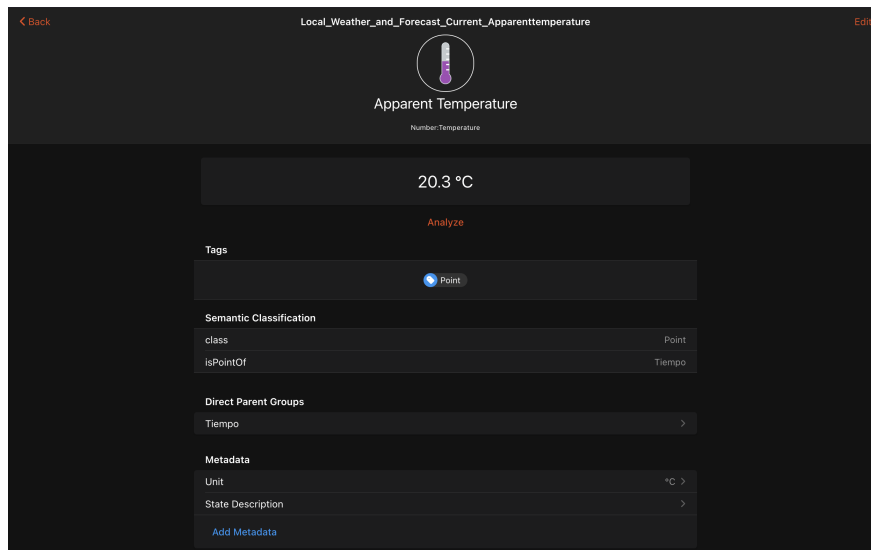 Back
Local_Weather_and_Forecast_Current_Apparenttemperature
Edit
Apparent Temperature
Number:Temperature
20.3 °C
Analyze
Tags
Point
Semantic Classification
class Point
isPointOf Tiempo
Direct Parent Groups
Tiempo
Metadata
Unit °C
State Description
Add Metadata